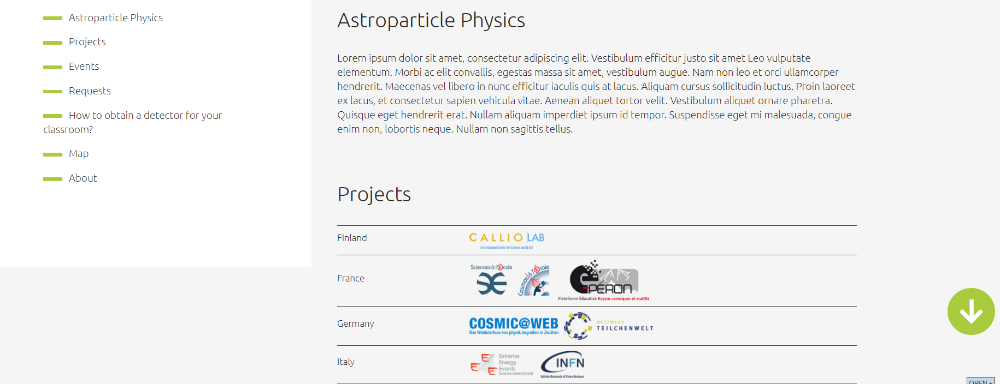 Astroparticle Physics
Projects
Events
Requests
How to obtain a detector for your
classroom?
Map
About
Astroparticle Physics
Lorem ipsum dolor sit amet, consectetur adipiscing elit. Vestibulum efficitur justo sit amet Leo vulputate
elementum. Morbi ac elit convallis, egestas massa sit amet, vestibulum augue. Nam non leo et orci ullamcorper
hendrerit. Maecenas vel libero in nunc efficitur iaculis quis at lacus. Aliquam cursus sollicitudin luctus. Proin laoreet
ex lacus, et consectetur sapien vehicula vitae. Aenean aliquet tortor velit. Vestibulum aliquet ornare pharetra.
Quisque eget hendrerit erat. Nullam aliquam imperdiet ipsum id tempor. Suspendisse eget mi malesuada, congue
enim non, lobortis neque. Nullam non sagittis tellus.
Projects
Finland
CALLIO LAB
Underground Center for Science and R & D
France
Sciences à l'École
Cosmos à l'École
e-PÉRON
Plateforme Éducative Rayons cosmiques et muONs
Germany
COSMIC@WEB
Das Webinterface von physik.begreifen in Zeuthen
NETZWERK
TEILCHENWELT
Italy
EEE
Extreme
Energy
Events
Science Inside Schools
INFN
Istituto Nazionale di Fisica Nucleare
OPEN +